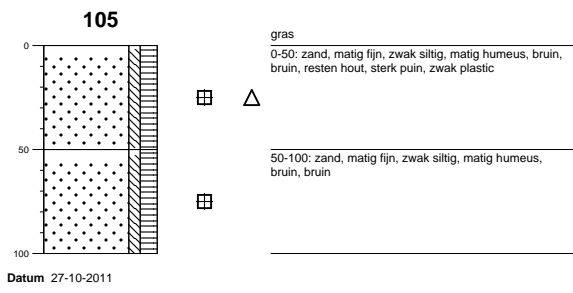 105
gras
0
0-50: zand, matig fijn, zwak siltig, matig humeus, bruin,
bruin, resten hout, sterk puin, zwak plastic
50
50-100: zand, matig fijn, zwak siltig, matig humeus,
bruin, bruin
100
Datum 27-10-2011